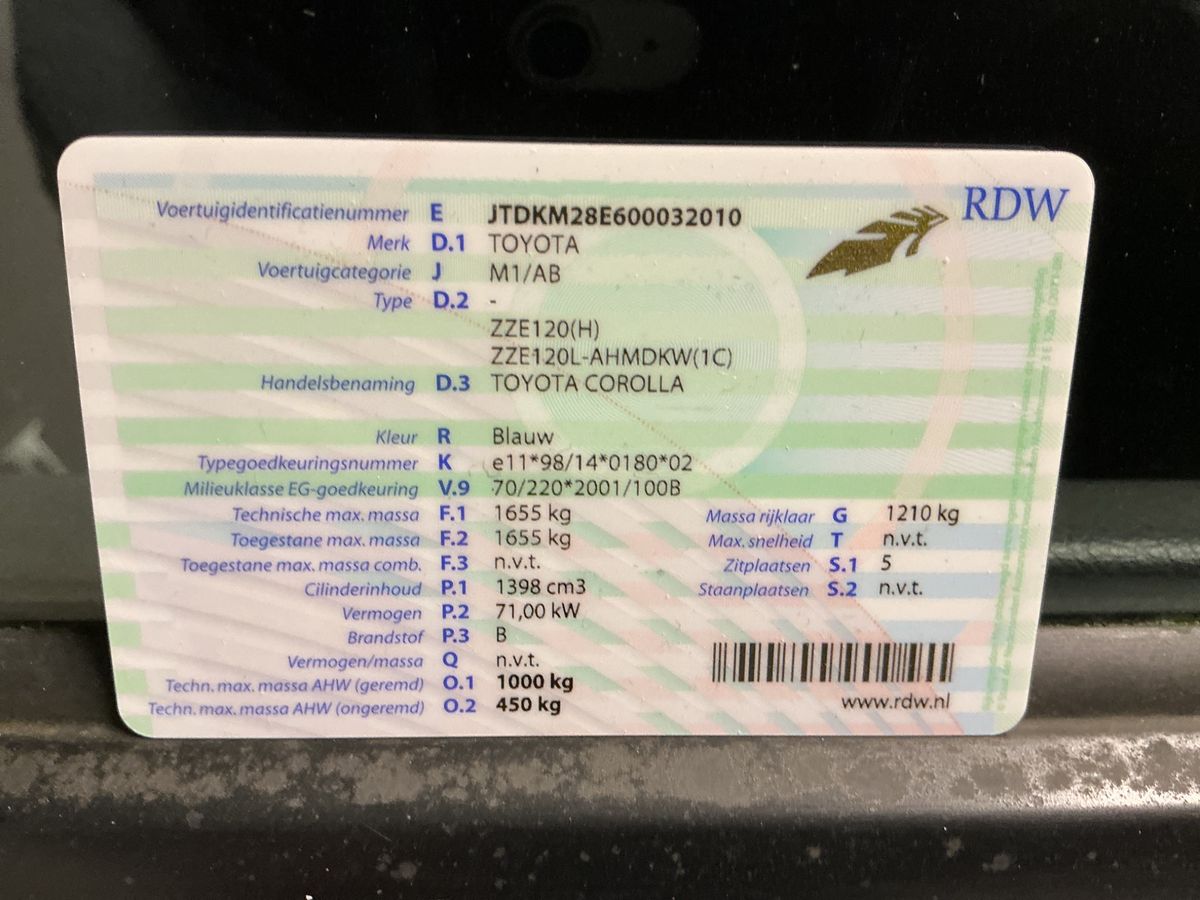 RDW
Voertuigidentificatienummer E JTDKM28E600032010
Merk D.1 TOYOTA
Voertuigcategorie J M1/AB
Type D.2 -
ZZE120(H)
ZZE120L-AHMDKW(1C)
Handelsbenaming D.3 TOYOTA COROLLA
Kleur R Blauw
Typegoedkeuringsnummer K e11*98/14*0180*02
Milieuklasse EG-goedkeuring V.9 70/220*2001/100B
Technische max. massa F.1 1655 kg Massa rijklaar G 1210 kg
Toegestane max. massa F.2 1655 kg Max. snelheid T n.v.t.
Toegestane max. massa comb. F.3 n.v.t. Zitplaatsen S.1 5
Cilinderinhoud P.1 1398 cm3 Staanplaatsen S.2 n.v.t.
Vermogen P.2 71,00 kW
Brandstof P.3 B
Vermogen/massa Q n.v.t.
Techn. max. massa AHW (geremd) O.1 1000 kg
Techn. max. massa AHW (ongeremd) O.2 450 kg
www.rdw.nl